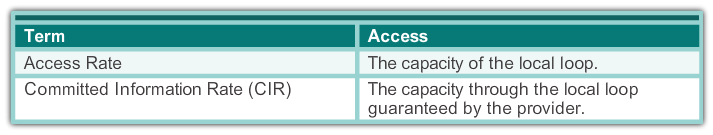 Term Access
Access Rate The capacity of the local loop.
Committed Information Rate (CIR) The capacity through the local loop
guaranteed by the provider.